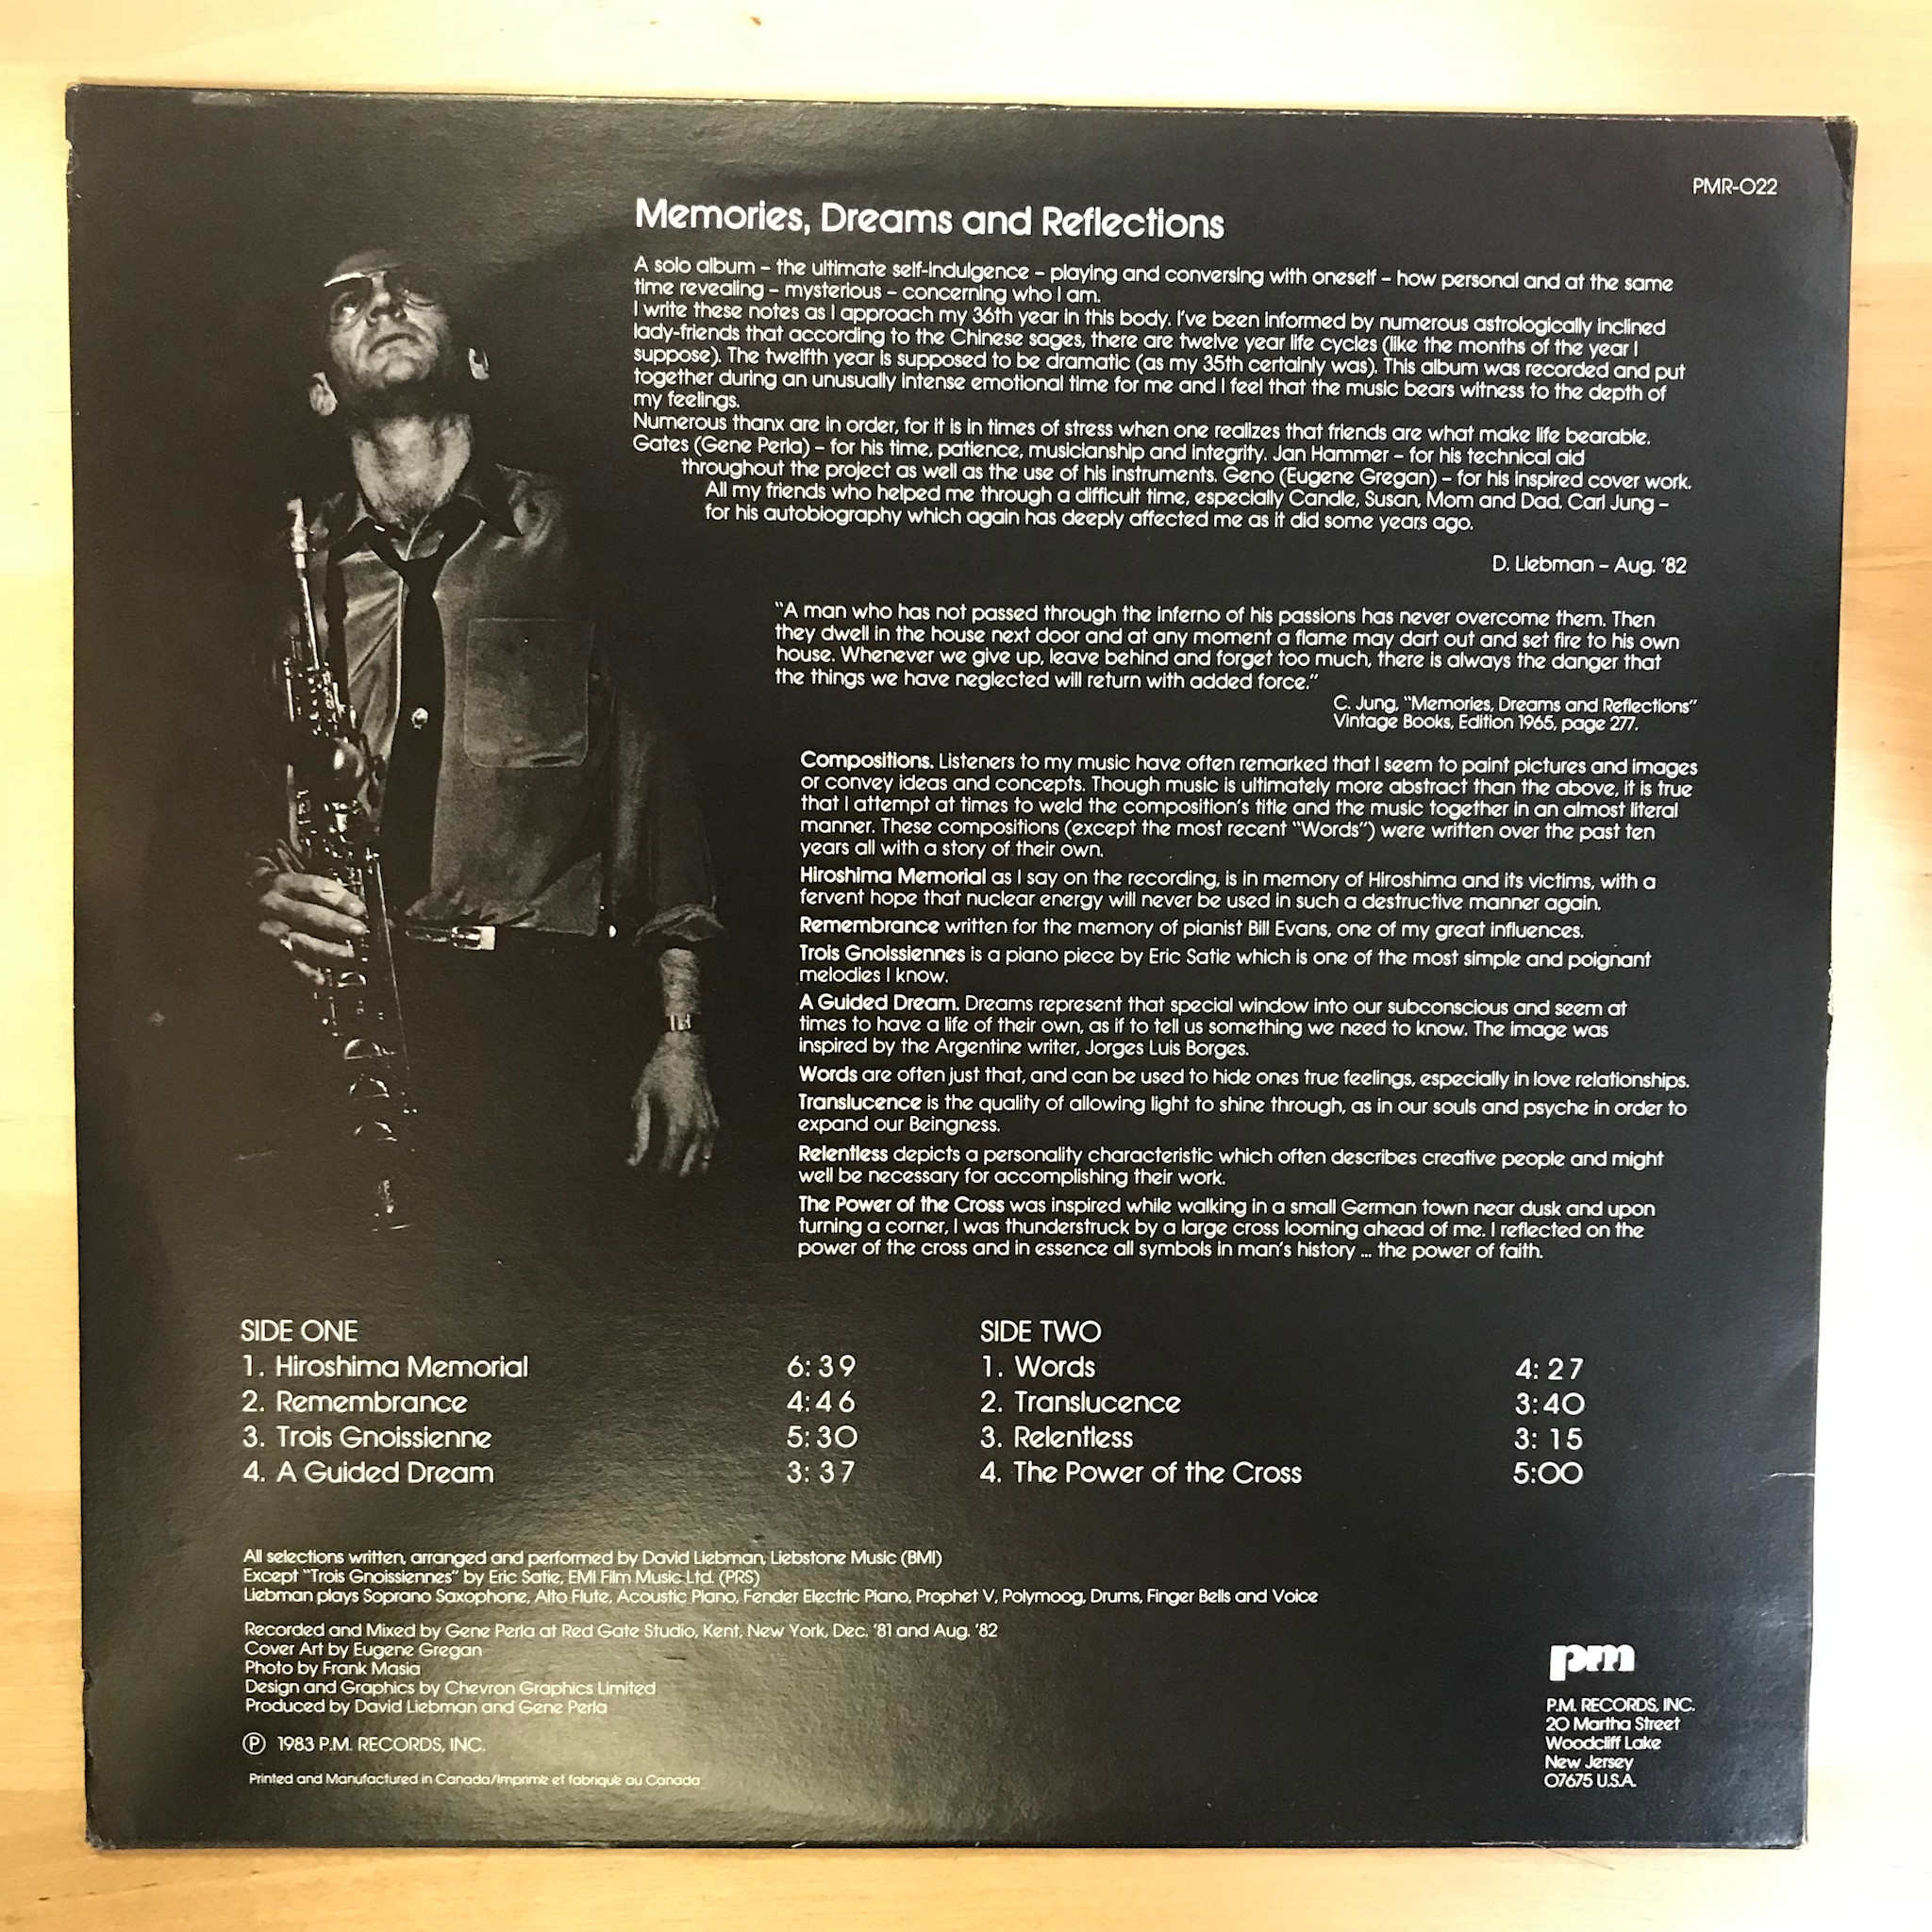 PMR-022
Memories, Dreams and Reflections
A solo album – the ultimate self-indulgence – playing and conversing with oneself – how personal and at the same
time revealing – mysterious – concerning who I am.
I write these notes as I approach my 36th year in this body. I've been informed by numerous astrologically inclined
lady-friends that according to the Chinese sages, there are twelve year life cycles (like the months of the year I
suppose). The twelfth year is supposed to be dramatic (as my 35th certainly was). This album was recorded and put
together during an unusually intense emotional time for me and I feel that the music bears witness to the depth of
my feelings.
Numerous thanx are in order, for it is in times of stress when one realizes that friends are what make life bearable.
Gates (Gene Perla) – for his time, patience, musicianship and integrity. Jan Hammer – for his technical aid
throughout the project as well as the use of his instruments. Geno (Eugene Gregan) – for his inspired cover work.
All my friends who helped me through a difficult time, especially Candle, Susan, Mom and Dad. Carl Jung –
for his autobiography which again has deeply affected me as it did some years ago.
D. Liebman – Aug. '82
"A man who has not passed through the inferno of his passions has never overcome them. Then
they dwell in the house next door and at any moment a flame may dart out and set fire to his own
house. Whenever we give up, leave behind and forget too much, there is always the danger that
the things we have neglected will return with added force."
C. Jung, "Memories, Dreams and Reflections"
Vintage Books, Edition 1965, page 277.
Compositions. Listeners to my music have often remarked that I seem to paint pictures and images
or convey ideas and concepts. Though music is ultimately more abstract than the above, it is true
that I attempt at times to weld the composition's title and the music together in an almost literal
manner. These compositions (except the most recent "Words") were written over the past ten
years all with a story of their own.
Hiroshima Memorial as I say on the recording, is in memory of Hiroshima and its victims, with a
fervent hope that nuclear energy will never be used in such a destructive manner again.
Remembrance written for the memory of pianist Bill Evans, one of my great influences.
Trois Gnoissiennes is a piano piece by Eric Satie which is one of the most simple and poignant
melodies I know.
A Guided Dream. Dreams represent that special window into our subconscious and seem at
times to have a life of their own, as if to tell us something we need to know. The image was
inspired by the Argentine writer, Jorges Luis Borges.
Words are often just that, and can be used to hide ones true feelings, especially in love relationships.
Translucence is the quality of allowing light to shine through, as in our souls and psyche in order to
expand our Beingness.
Relentless depicts a personality characteristic which often describes creative people and might
well be necessary for accomplishing their work.
The Power of the Cross was inspired while walking in a small German town near dusk and upon
turning a corner, I was thunderstruck by a large cross looming ahead of me. I reflected on the
power of the cross and in essence all symbols in man's history ... the power of faith.
SIDE ONE
1. Hiroshima Memorial 6:39
2. Remembrance 4:46
3. Trois Gnoissienne 5:30
4. A Guided Dream 3:37
SIDE TWO
1. Words 4:27
2. Translucence 3:40
3. Relentless 3:15
4. The Power of the Cross 5:00
All selections written, arranged and performed by David Liebman, Liebstone Music (BMI)
Except "Trois Gnoissiennes" by Eric Satie, EMI Film Music Ltd. (PRS)
Liebman plays Soprano Saxophone, Alto Flute, Acoustic Piano, Fender Electric Piano, Prophet V, Polymoog, Drums, Finger Bells and Voice
Recorded and Mixed by Gene Perla at Red Gate Studio, Kent, New York, Dec. '81 and Aug. '82
Cover Art by Eugene Gregan
Photo by Frank Masia
Design and Graphics by Chevron Graphics Limited
Produced by David Liebman and Gene Perla
℗ 1983 P.M. RECORDS, INC.
Printed and Manufactured in Canada/Imprimé et fabriqué au Canada
pm
P.M. RECORDS, INC.
20 Martha Street
Woodcliff Lake
New Jersey
07675 U.S.A.